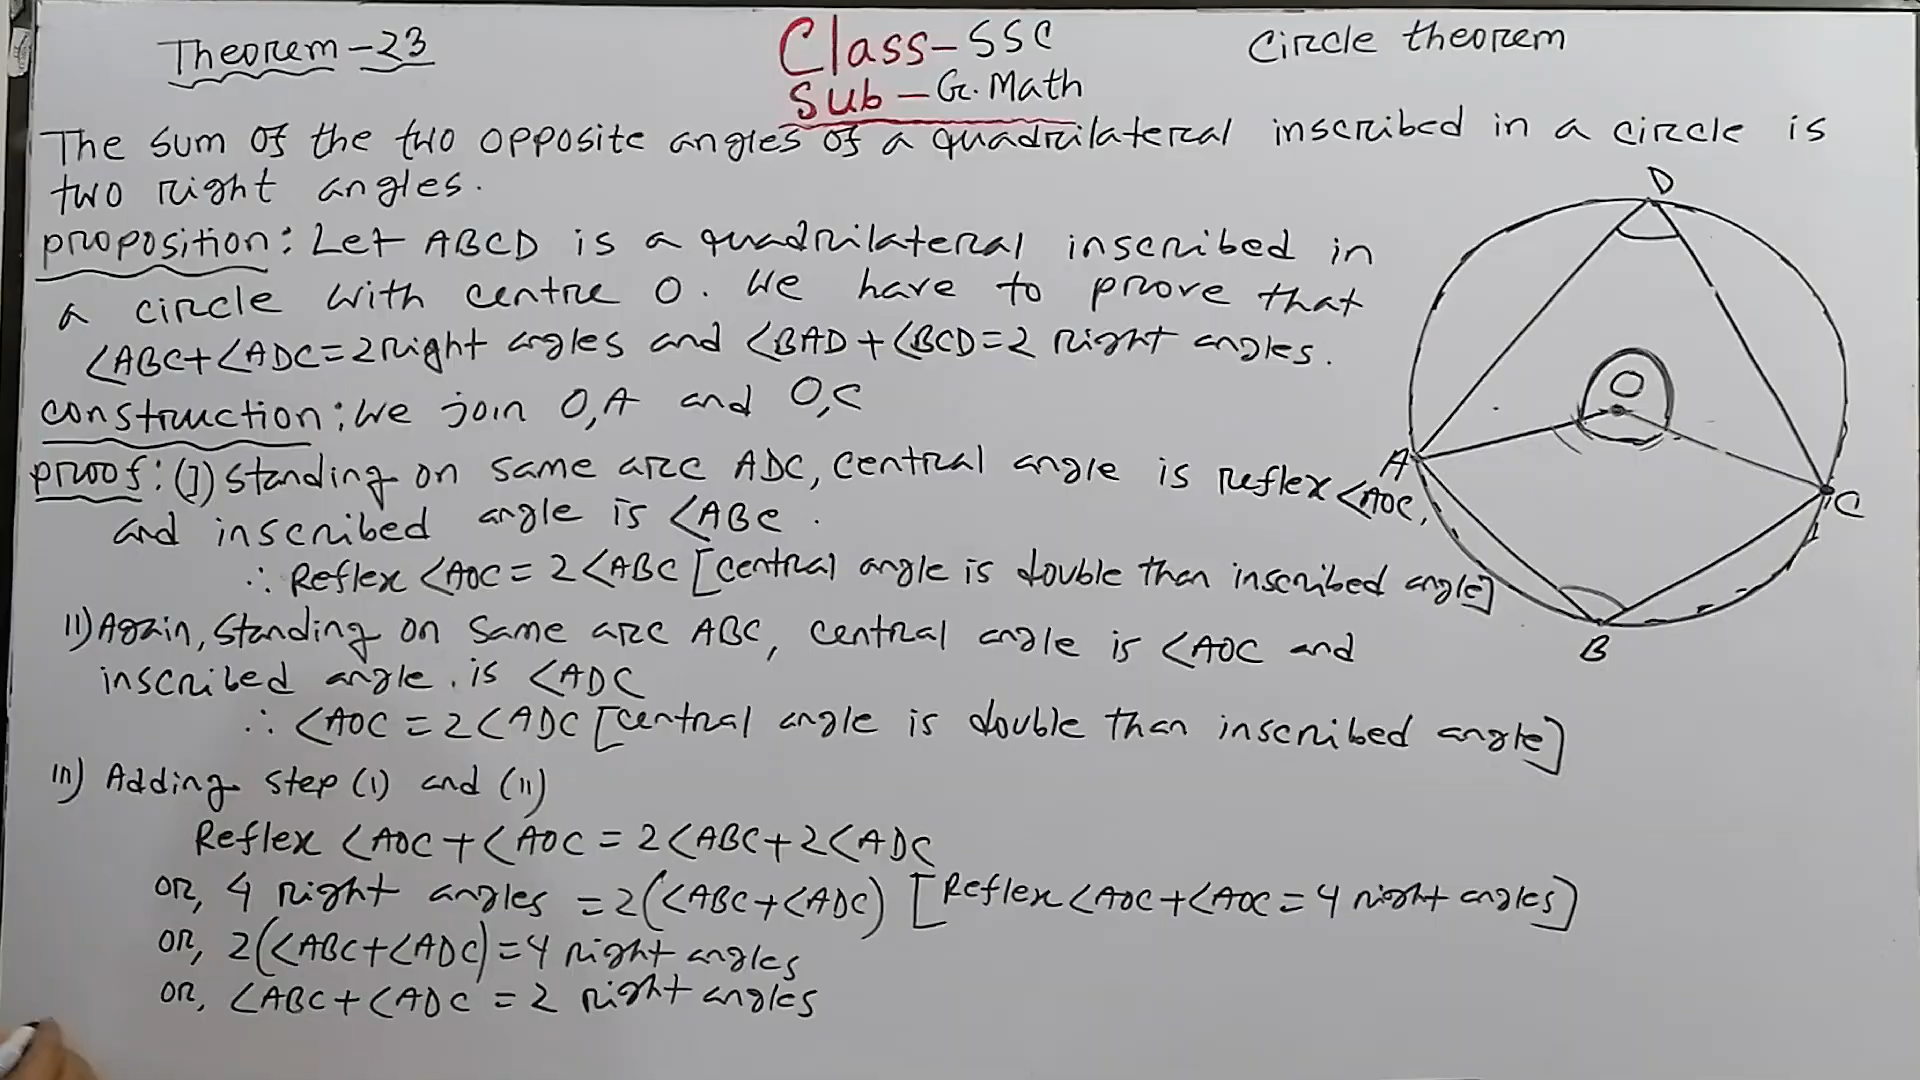 Theorem-23
Class-SSC
Sub-G.Math
Circle theorem
The sum of the two opposite angles of a quadrilateral inscribed in a circle is
two right angles.
proposition: Let ABCD is a quadrilateral inscribed in
a circle with centre O. We have to prove that
∠ABC+∠ADC=2right angles and ∠BAD+∠BCD=2 right angles.
construction: We join O,A and O,C
proof: (I) standing on same arc ADC, central angle is reflex ∠AOC,
and inscribed angle is ∠ABC.
∴ Reflex ∠AOC = 2∠ABC [central angle is double than inscribed angle]
II) Again, standing on same arc ABC, central angle is ∠AOC and
inscribed angle is ∠ADC
∴ ∠AOC = 2∠ADC [central angle is double than inscribed angle]
III) Adding step (I) and (II)
Reflex ∠AOC+∠AOC = 2∠ABC+2∠ADC
or, 4 right angles = 2(∠ABC+∠ADC) [Reflex ∠AOC+∠AOC = 4 right angles]
or, 2(∠ABC+∠ADC)=4 right angles
or, ∠ABC+∠ADC = 2 right angles
D
O
A
C
B